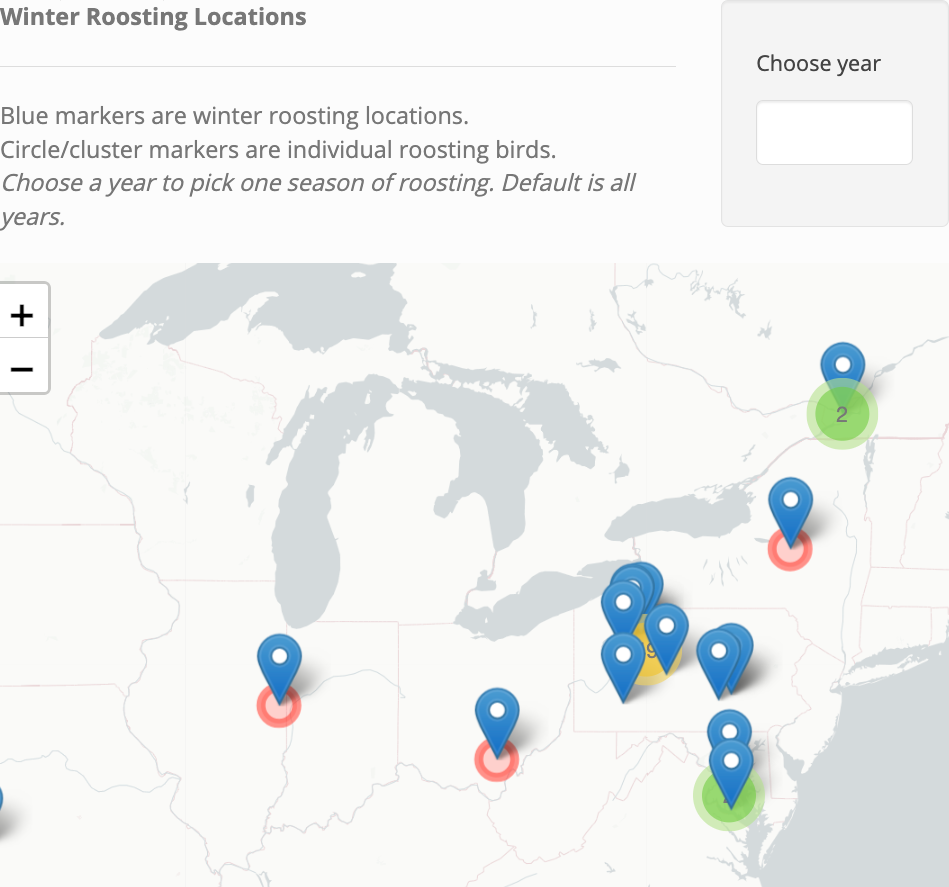 Winter Roosting Locations
Choose year
Blue markers are winter roosting locations.
Circle/cluster markers are individual roosting birds.
Choose a year to pick one season of roosting. Default is all
years.
+
−
2
9